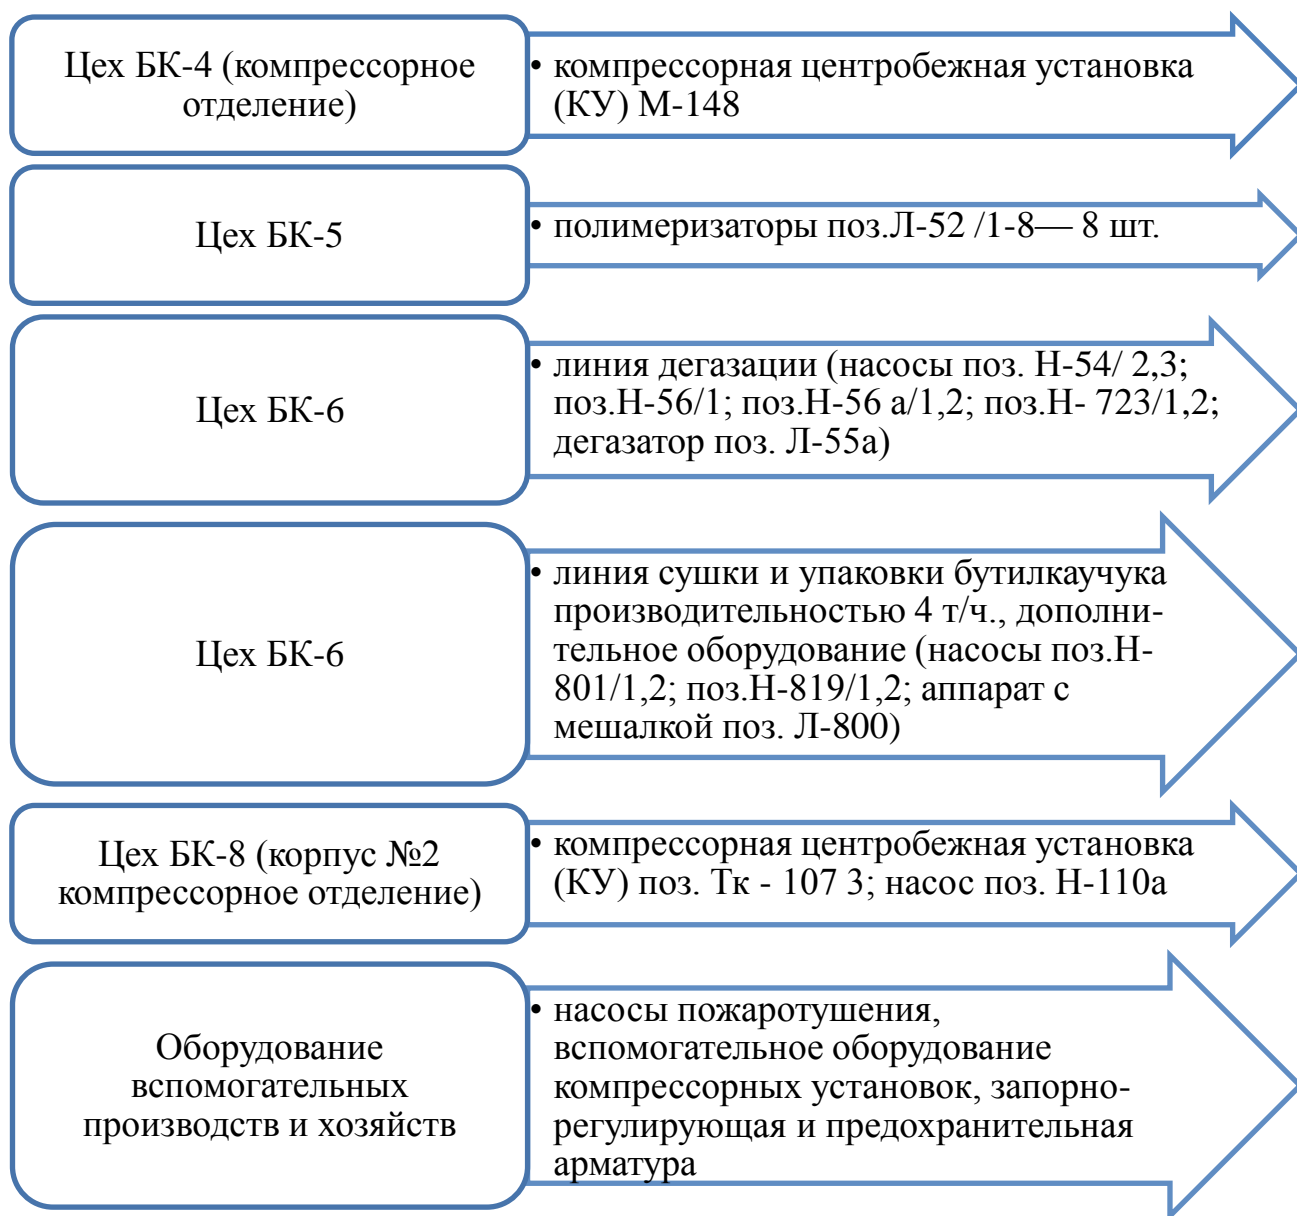 Цех БК-4 (компрессорное
отделение)
• компрессорная центробежная установка
(КУ) М-148
Цех БК-5
• полимеризаторы поз.Л-52 /1-8— 8 шт.
Цех БК-6
• линия дегазации (насосы поз. Н-54/ 2,3;
поз.Н-56/1; поз.Н-56 а/1,2; поз.Н- 723/1,2;
дегазатор поз. Л-55а)
Цех БК-6
• линия сушки и упаковки бутилкаучука
производительностью 4 т/ч., дополни-
тельное оборудование (насосы поз.Н-
801/1,2; поз.Н-819/1,2; аппарат с
мешалкой поз. Л-800)
Цех БК-8 (корпус №2
компрессорное отделение)
• компрессорная центробежная установка
(КУ) поз. Тк - 107 3; насос поз. Н-110а
Оборудование
вспомогательных
производств и хозяйств
• насосы пожаротушения,
вспомогательное оборудование
компрессорных установок, запорно-
регулирующая и предохранительная
арматура